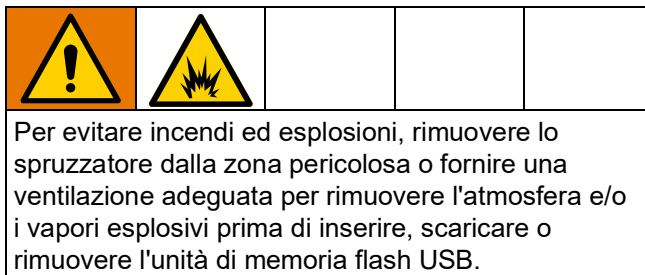 Per evitare incendi ed esplosioni, rimuovere lo
spruzzatore dalla zona pericolosa o fornire una
ventilazione adeguata per rimuovere l'atmosfera e/o
i vapori esplosivi prima di inserire, scaricare o
rimuovere l'unità di memoria flash USB.